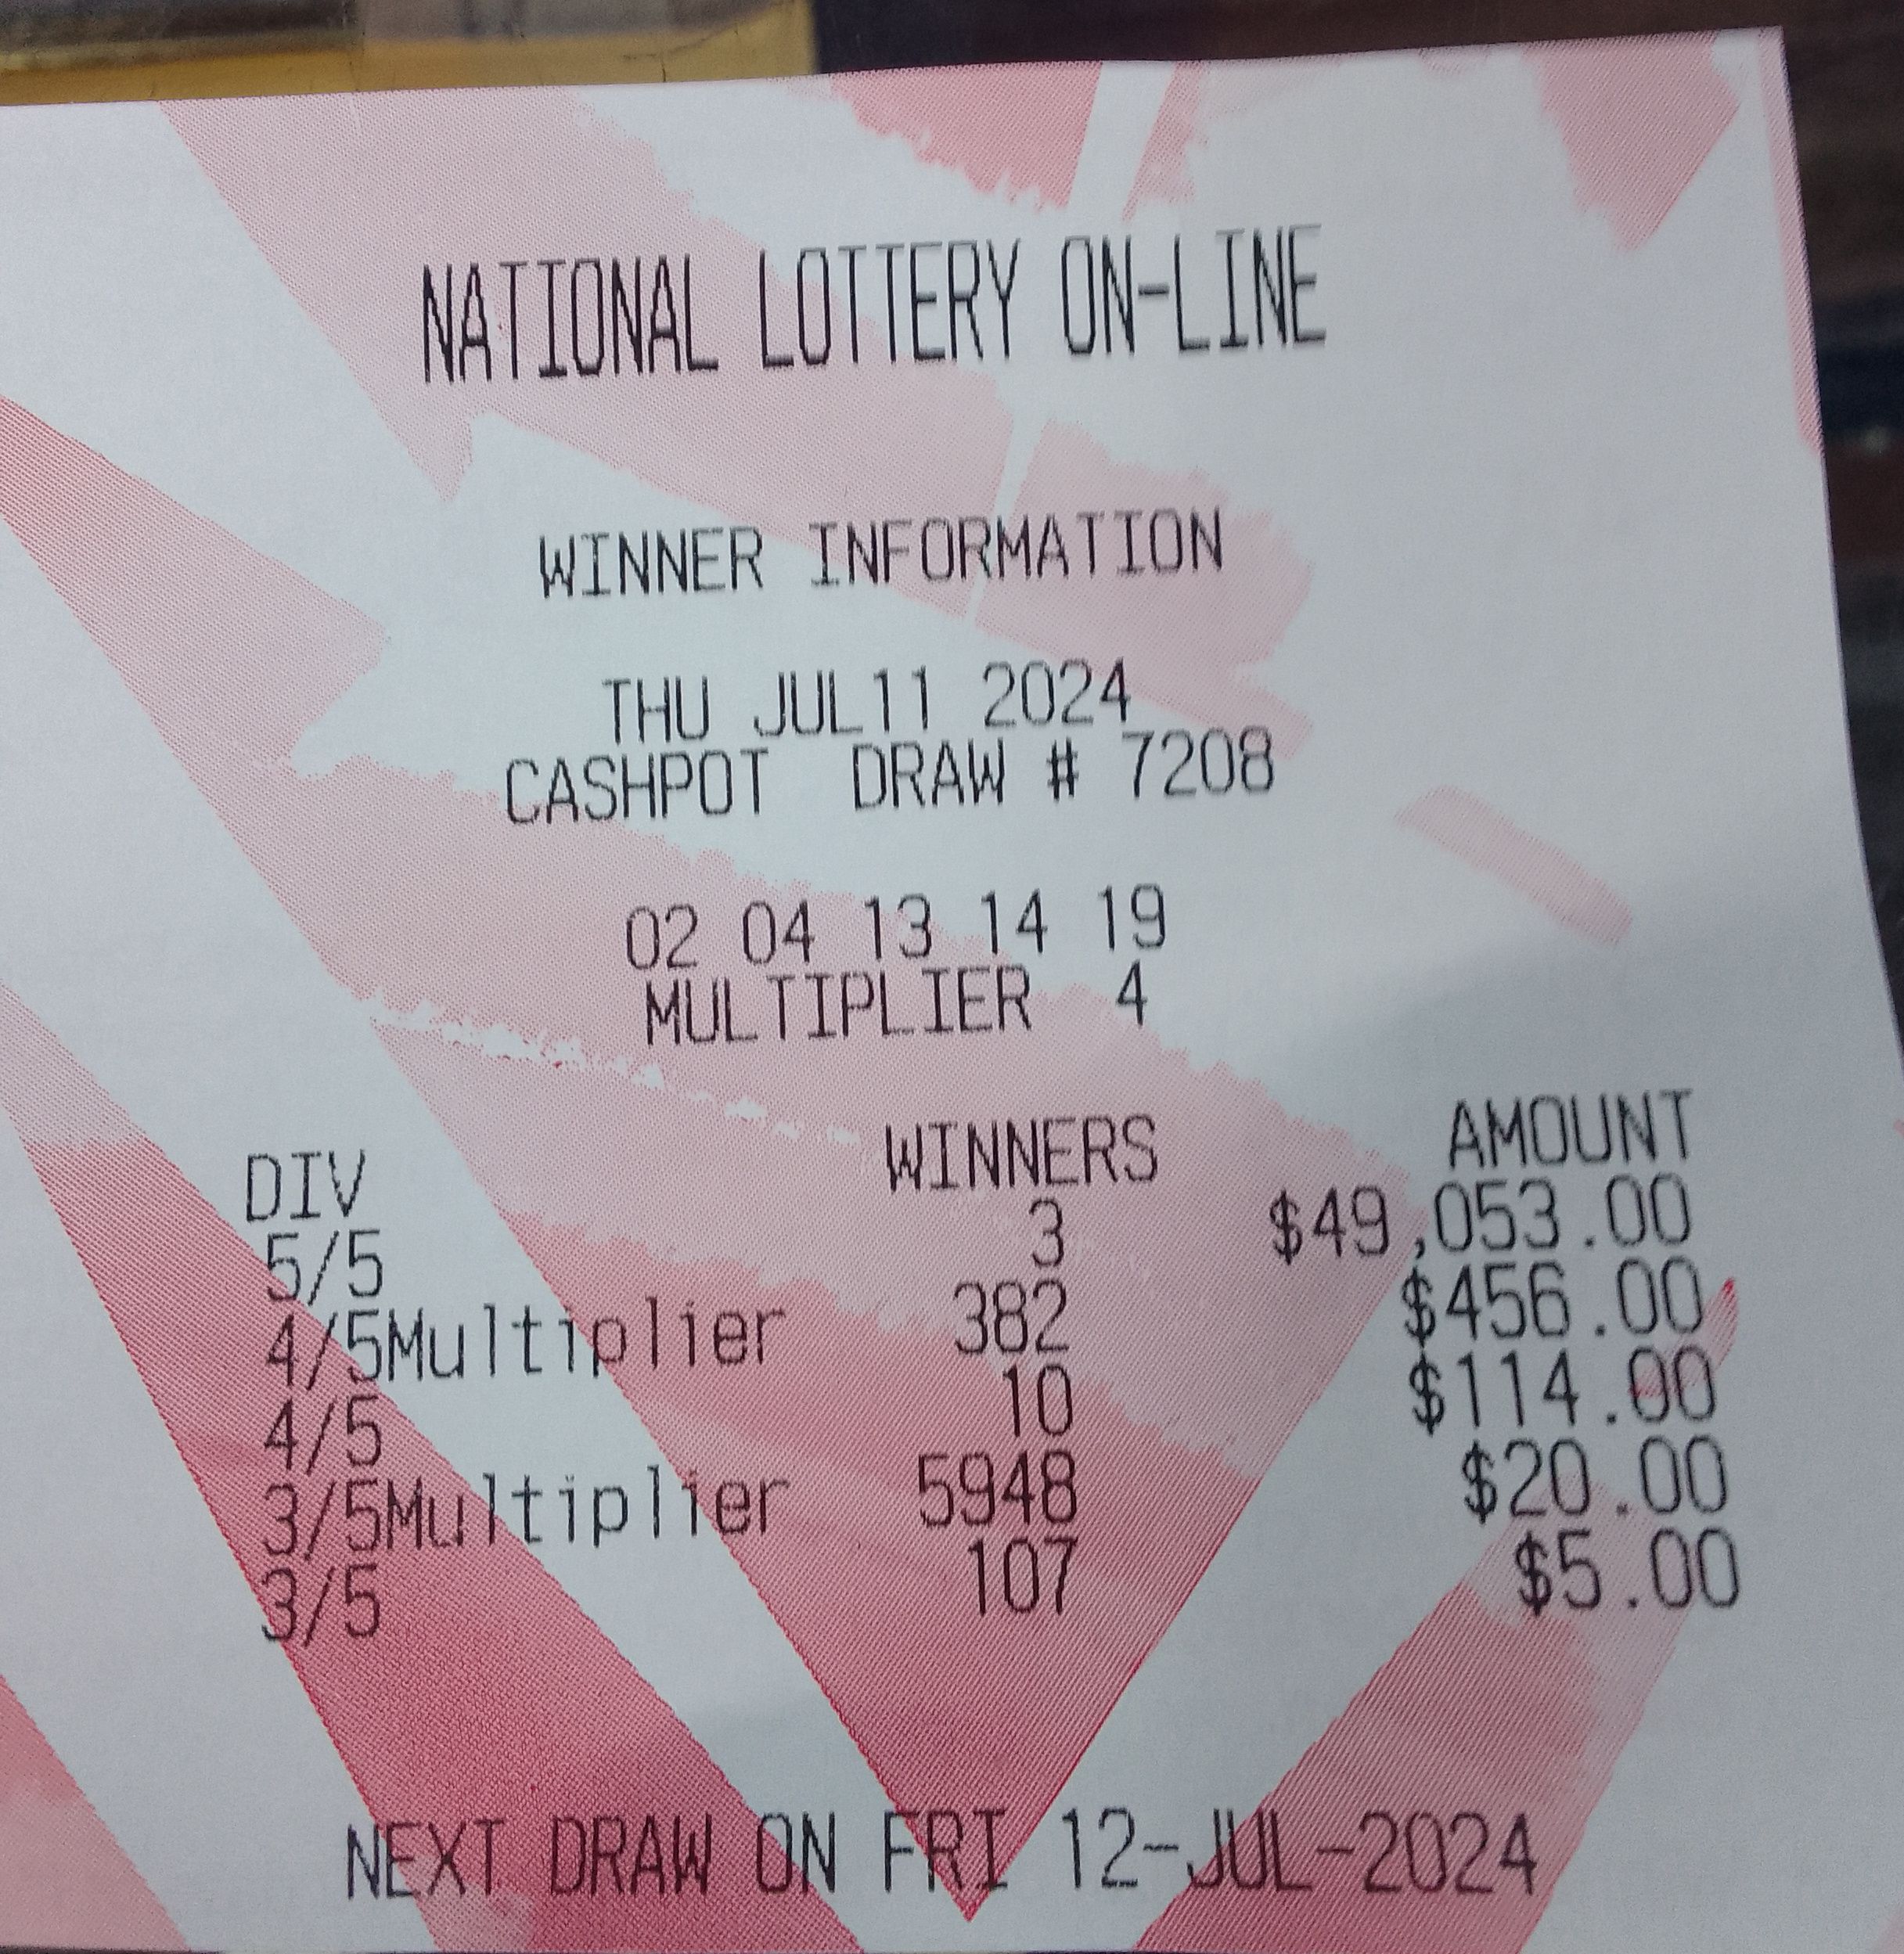 NATIONAL LOTTERY ON-LINE
WINNER INFORMATION
THU JUL11 2024
CASHPOT DRAW # 7208
02 04 13 14 19
MULTIPLIER 4
DIV WINNERS AMOUNT
5/5 3 $49,053.00
4/5Multiplier 382 $456.00
4/5 10 $114.00
3/5Multiplier 5948 $20.00
3/5 107 $5.00
NEXT DRAW ON FRI 12-JUL-2024